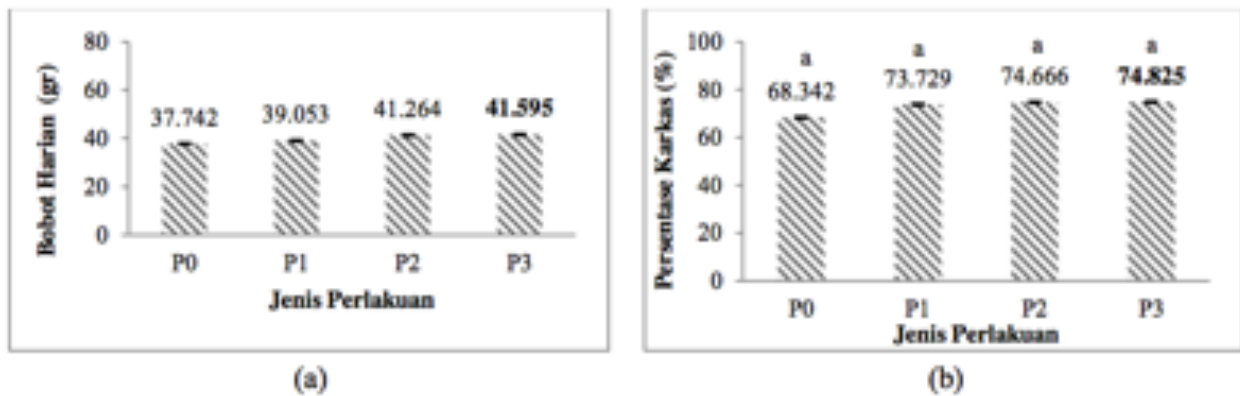 80
60
40
20
0
Bobot Harian (gr)
37.742
39.053
41.264
41.595
P0
P1
P2
P3
Jenis Perlakuan
(a)
100
80
60
40
20
0
Persentase Karkas (%)
a
a
a
a
68.342
73.729
74.666
74.825
P0
P1
P2
P3
Jenis Perlakuan
(b)